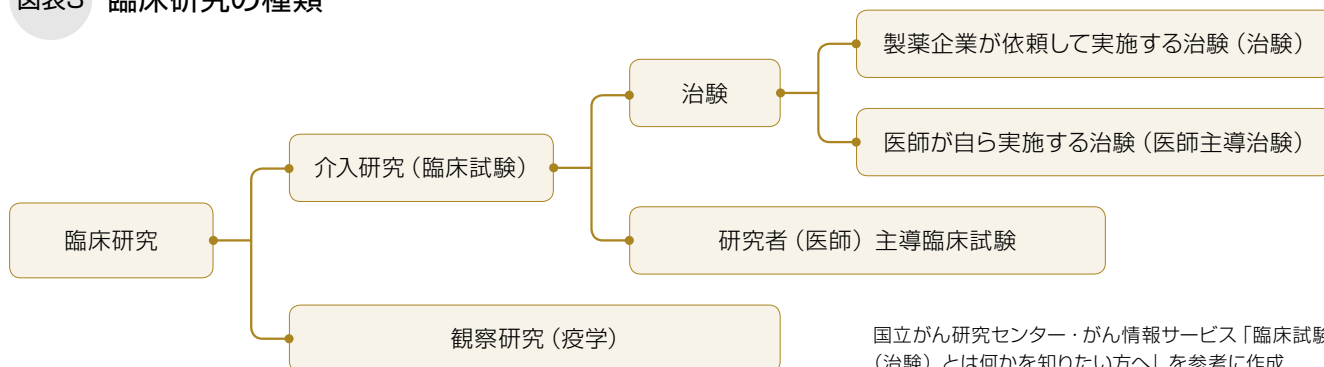 図表3 臨床研究の種類
製薬企業が依頼して実施する治験（治験）
治験
医師が自ら実施する治験（医師主導治験）
介入研究（臨床試験）
臨床研究
研究者（医師）主導臨床試験
観察研究（疫学）
国立がん研究センター・がん情報サービス「臨床試験
（治験）とは何かを知りたい方へ」を参考に作成